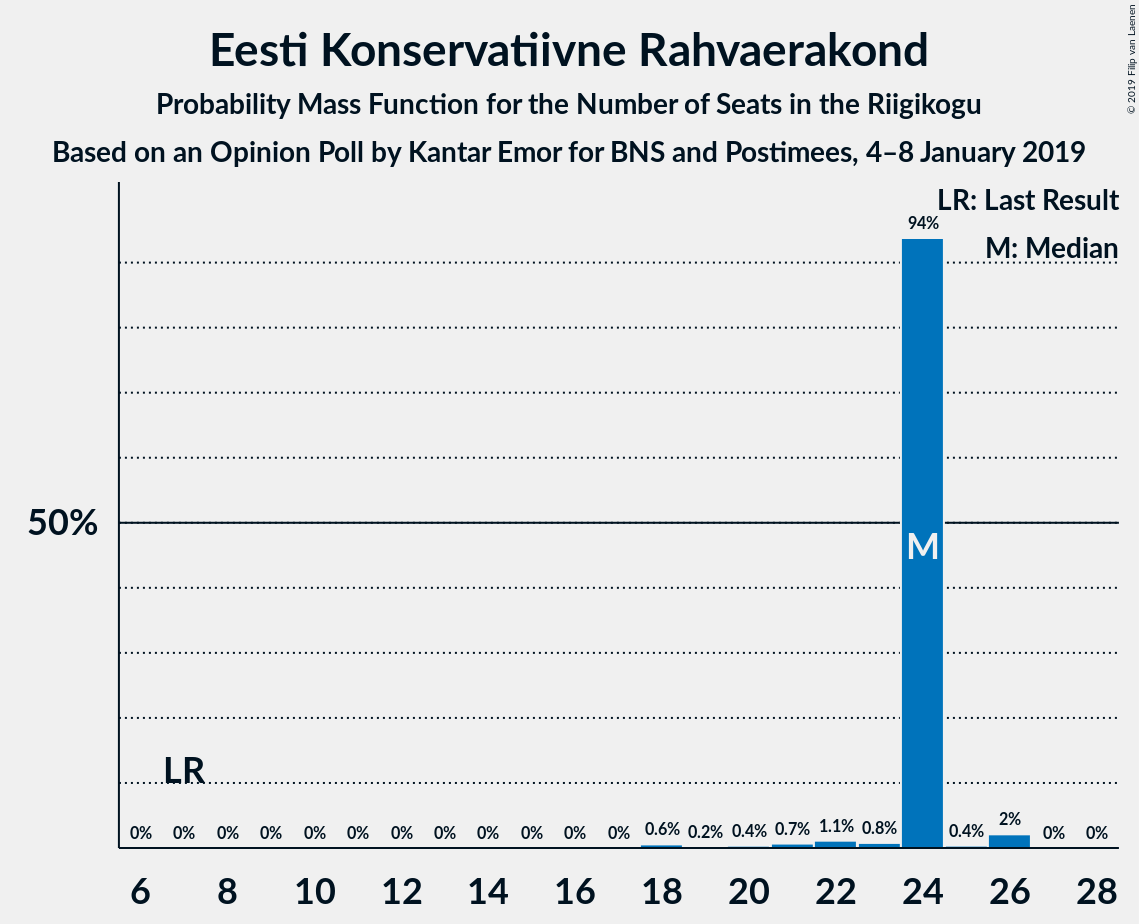 Eesti Konservatiivne Rahvaerakond
Probability Mass Function for the Number of Seats in the Riigikogu
Based on an Opinion Poll by Kantar Emor for BNS and Postimees, 4–8 January 2019
© 2019 Filip van Laenen
LR: Last Result
94%
M: Median
50%
M
LR
0% 0% 0% 0% 0% 0% 0% 0% 0% 0% 0% 0% 0.6% 0.2% 0.4% 0.7% 1.1% 0.8% 0.4% 2% 0% 0%
6 8 10 12 14 16 18 20 22 24 26 28